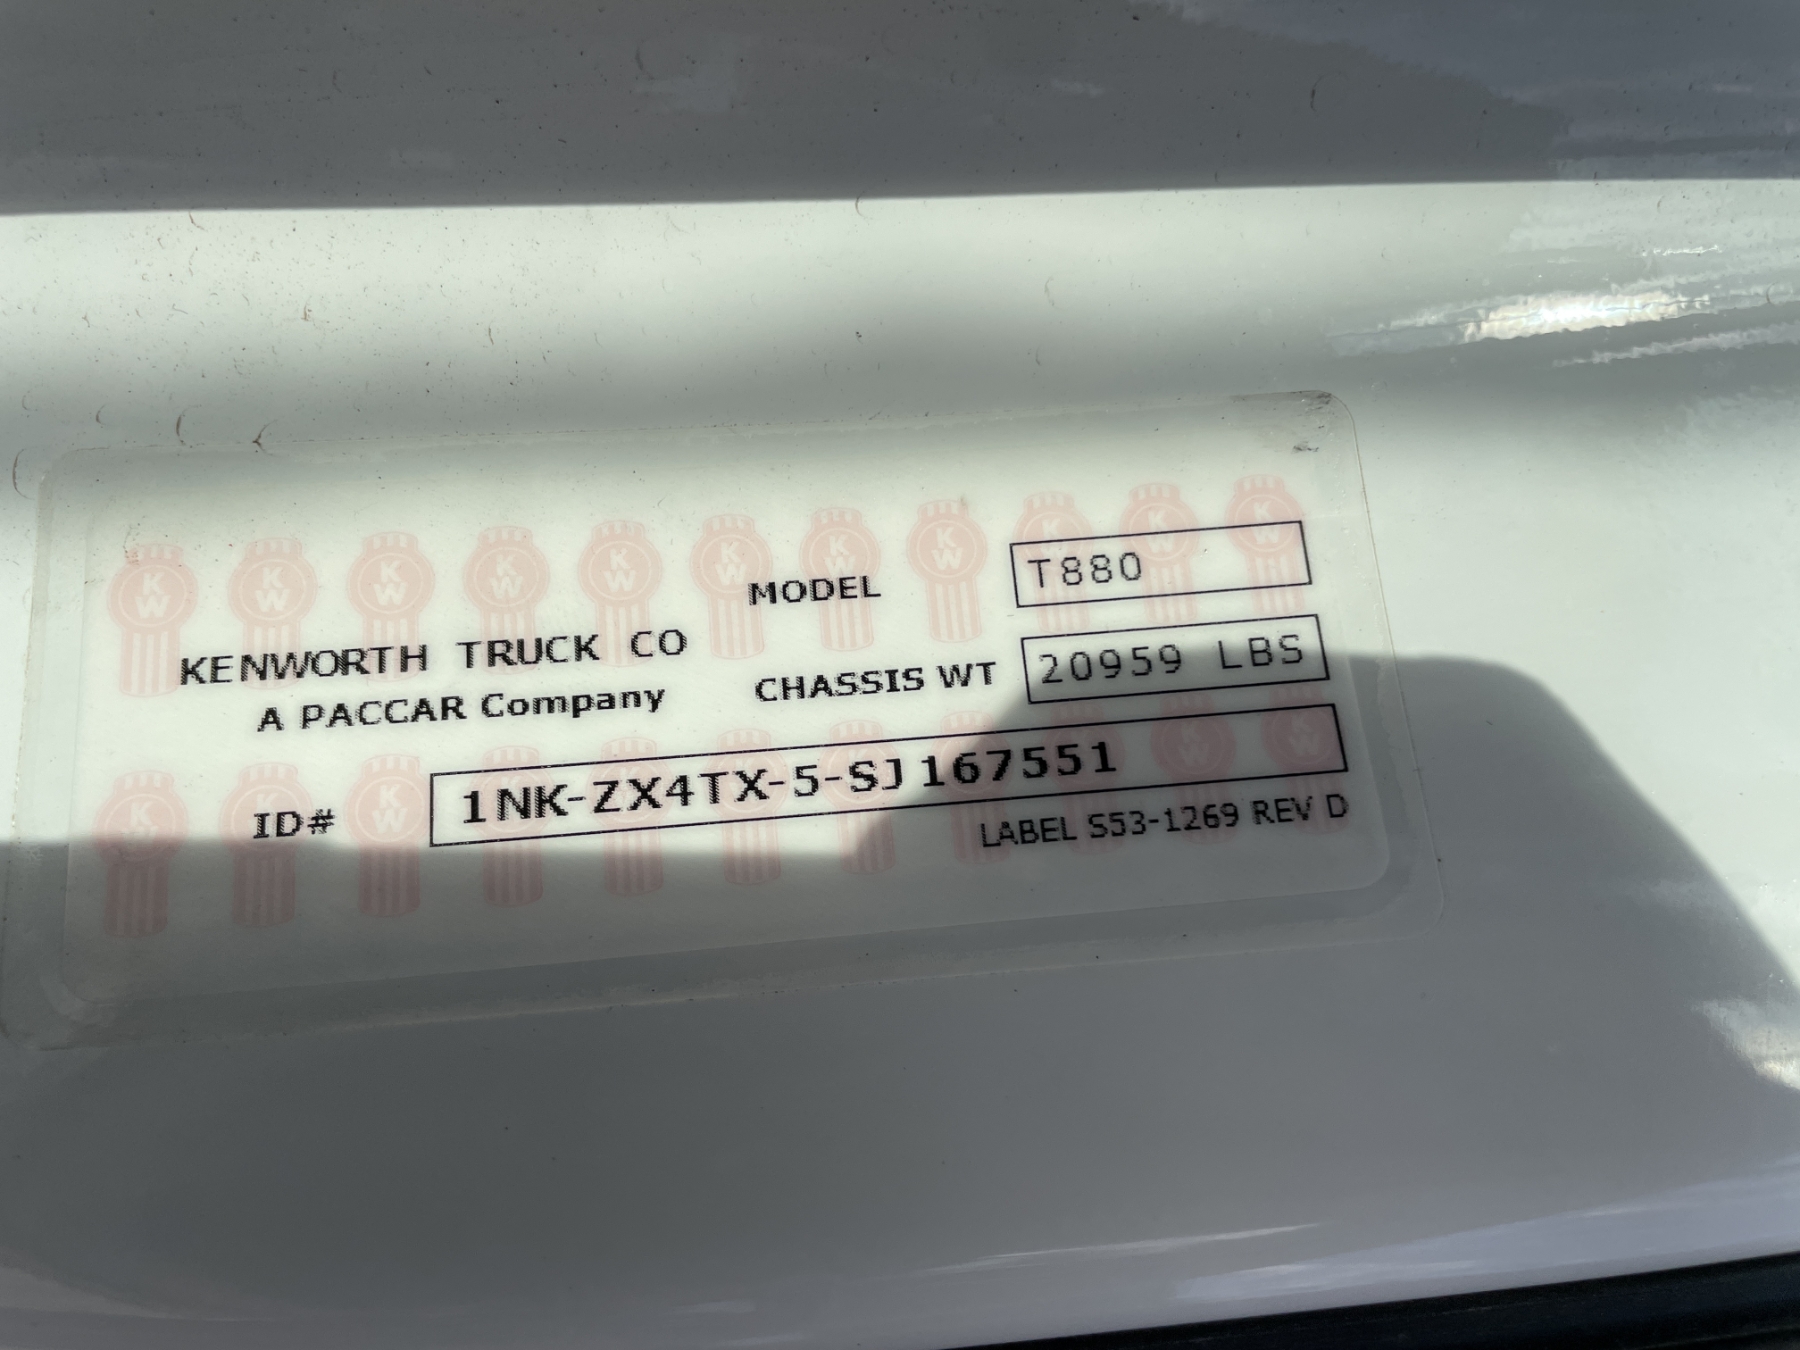 MODEL T880
KENWORTH TRUCK CO
A PACCAR Company
CHASSIS WT 20959 LBS
ID# 1NK-ZX4TX-5-SJ167551
LABEL S53-1269 REV D